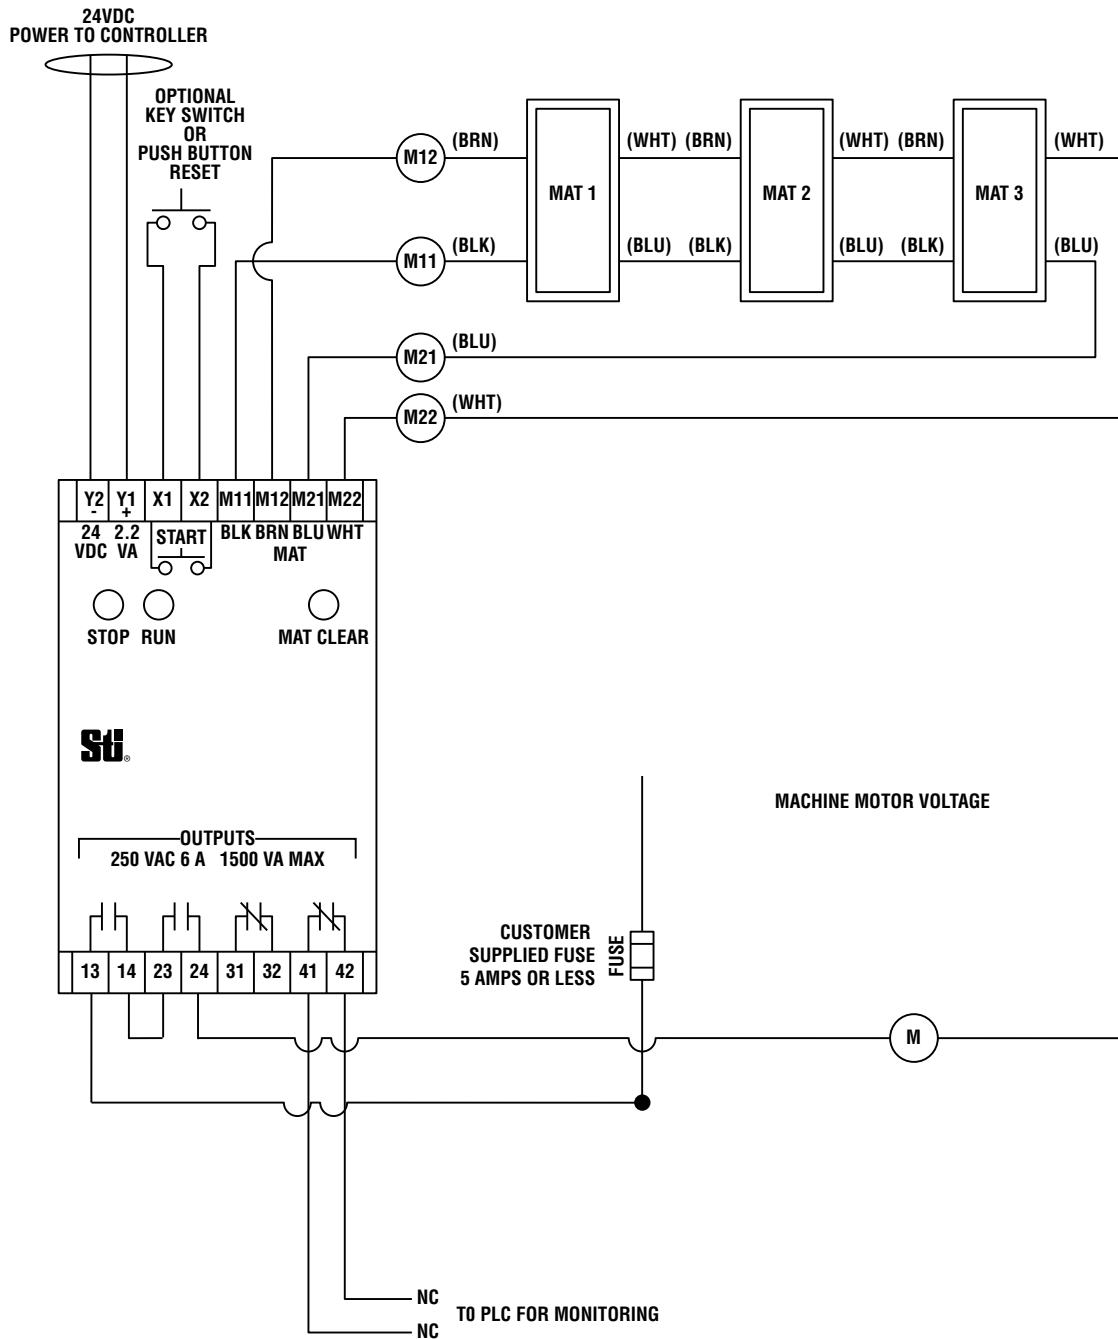 24VDC
POWER TO CONTROLLER
OPTIONAL
KEY SWITCH
OR
PUSH BUTTON
RESET
M12 (BRN) (WHT) (BRN) (WHT) (BRN) (WHT)
MAT 1 MAT 2 MAT 3
M11 (BLK) (BLU) (BLK) (BLU) (BLK) (BLU)
M21 (BLU)
M22 (WHT)
Y2 Y1 X1 X2 M11 M12 M21 M22
- +
24 2.2 START BLK BRN BLU WHT
VDC VA MAT
STOP RUN MAT CLEAR
Sti®
OUTPUTS
250 VAC 6 A 1500 VA MAX
MACHINE MOTOR VOLTAGE
CUSTOMER
SUPPLIED FUSE
5 AMPS OR LESS
FUSE
13 14 23 24 31 32 41 42
M
NC
T0 PLC FOR MONITORING
NC